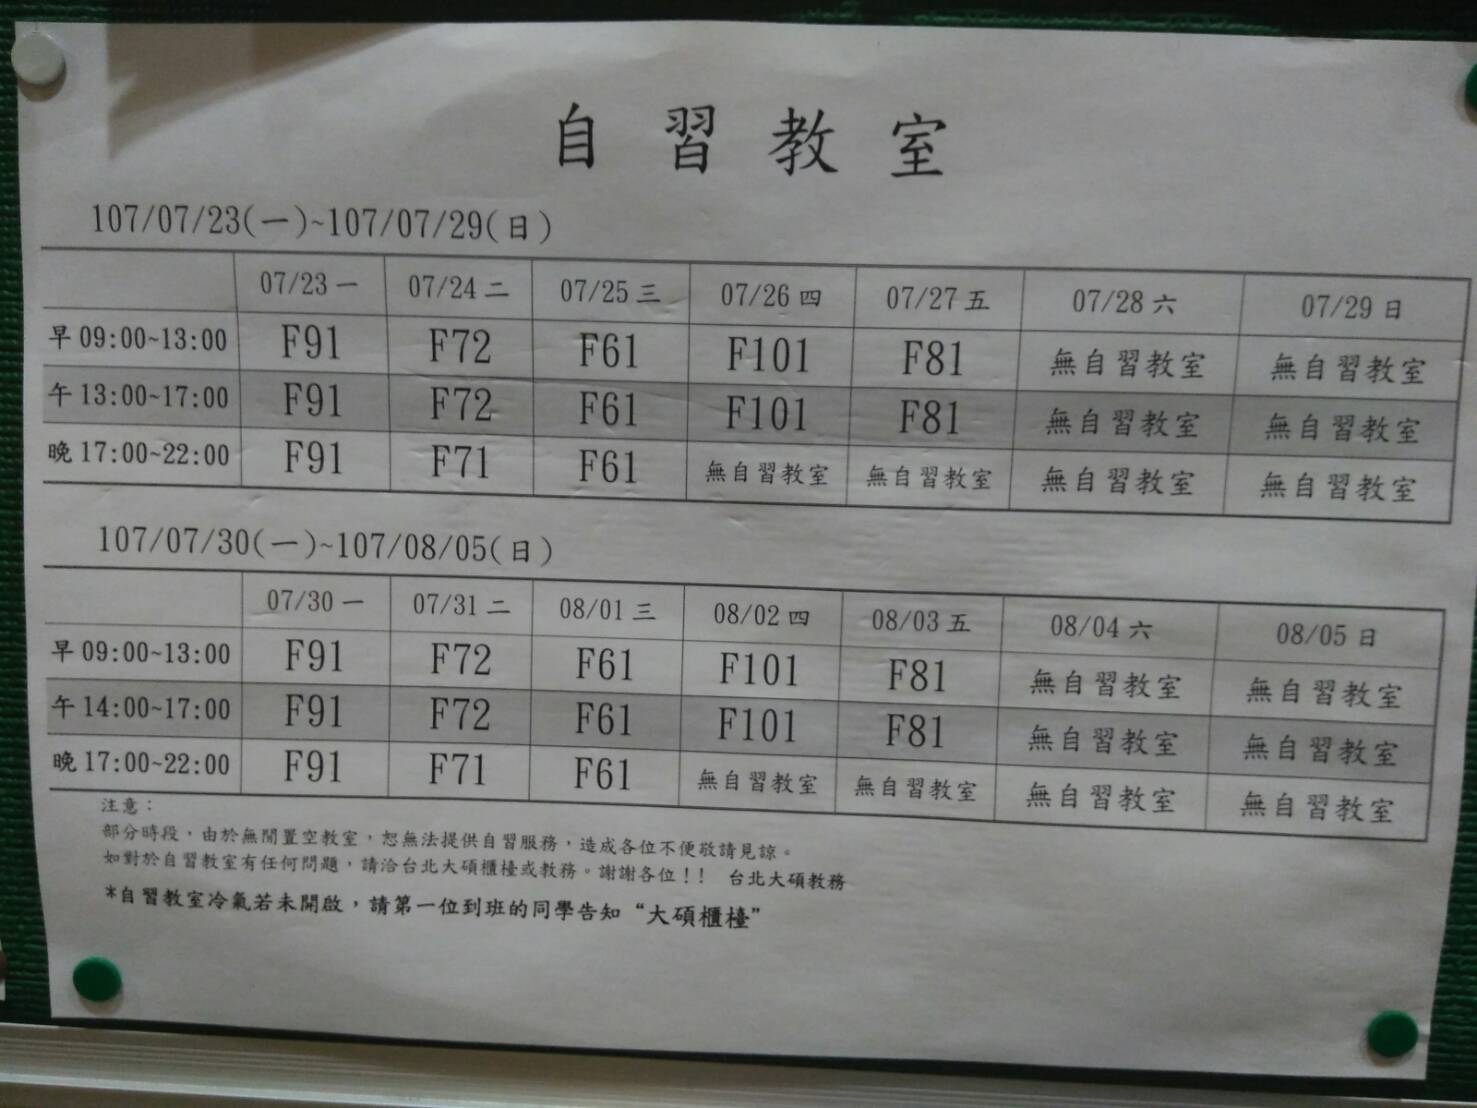 自習教室
107/07/23(一)~107/07/29(日)
07/23 一 07/24 二 07/25 三 07/26 四 07/27 五 07/28 六 07/29 日
早 09:00~13:00 F91 F72 F61 F101 F81 無自習教室 無自習教室
午 13:00~17:00 F91 F72 F61 F101 F81 無自習教室 無自習教室
晚 17:00~22:00 F91 F71 F61 無自習教室 無自習教室 無自習教室 無自習教室
107/07/30(一)~107/08/05(日)
07/30 一 07/31 二 08/01 三 08/02 四 08/03 五 08/04 六 08/05 日
早 09:00~13:00 F91 F72 F61 F101 F81 無自習教室 無自習教室
午 14:00~17:00 F91 F72 F61 F101 F81 無自習教室 無自習教室
晚 17:00~22:00 F91 F71 F61 無自習教室 無自習教室 無自習教室 無自習教室
注意：
部分時段，由於無閒置空教室，恕無法提供自習服務，造成各位不便敬請見諒。
如對於自習教室有任何問題，請洽台北大碩櫃檯或教務。謝謝各位!! 台北大碩教務
*自習教室冷氣若未開啟，請第一位到班的同學告知“大碩櫃檯”